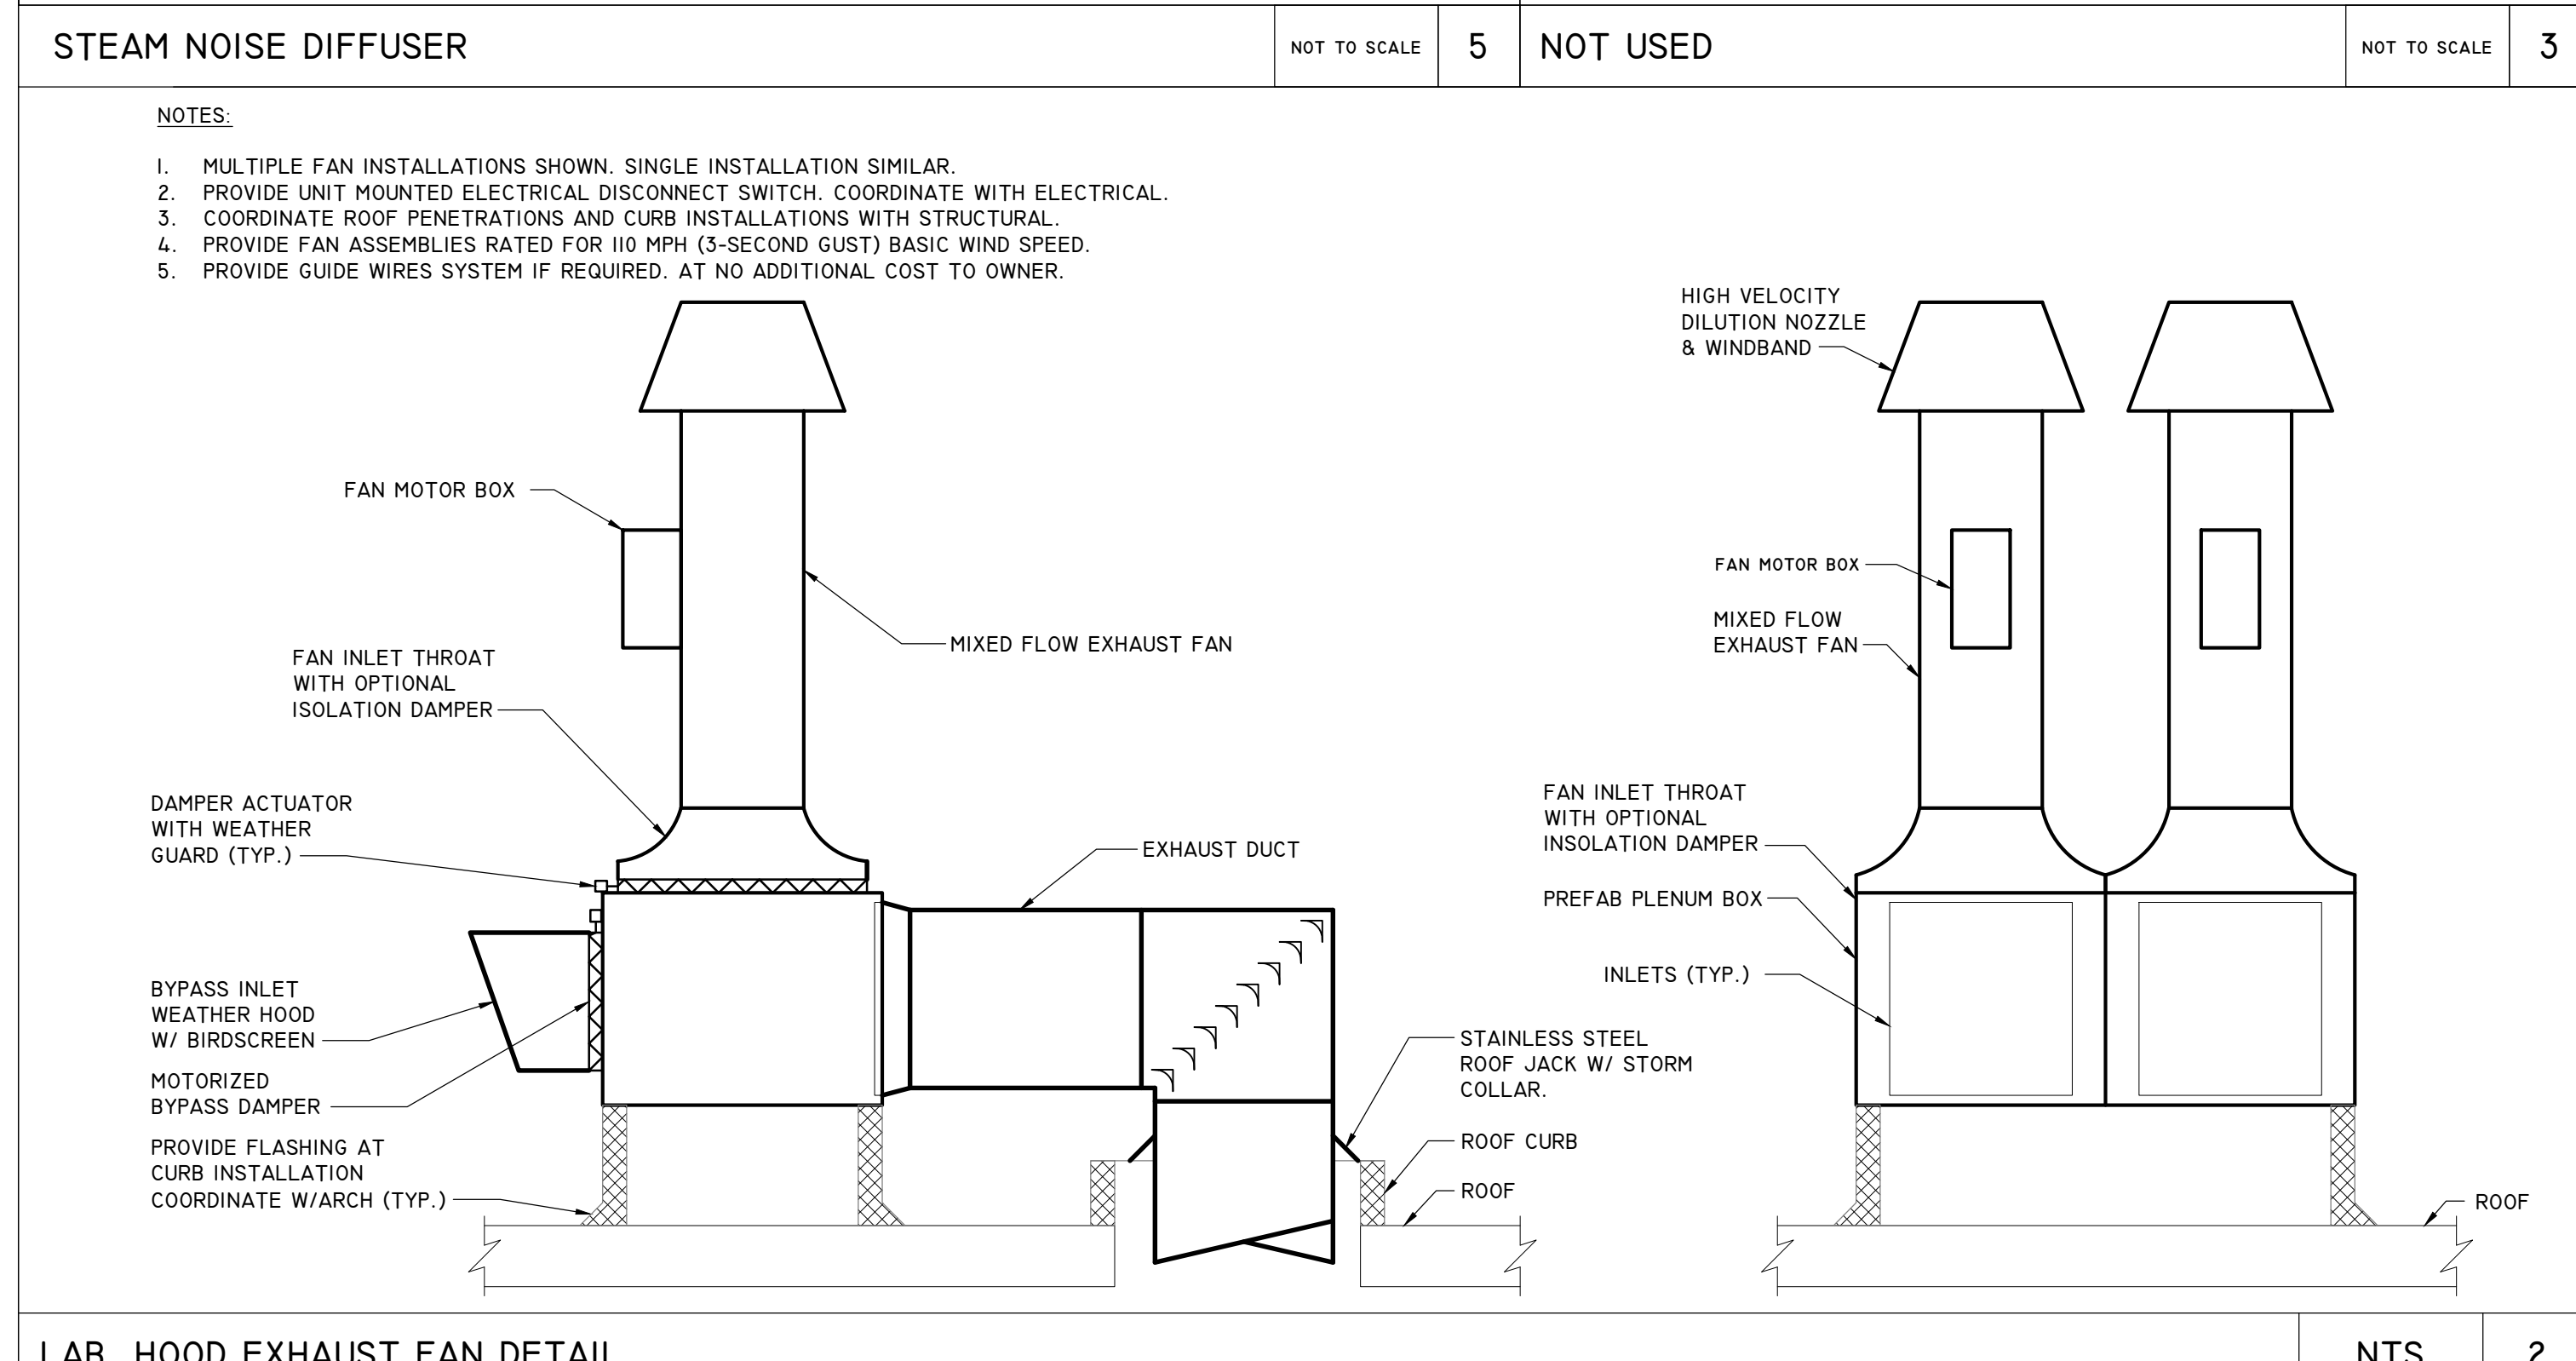 STEAM NOISE DIFFUSER
NOT TO SCALE
5
NOT USED
NOT TO SCALE
3
NOTES:
1. MULTIPLE FAN INSTALLATIONS SHOWN. SINGLE INSTALLATION SIMILAR.
2. PROVIDE UNIT MOUNTED ELECTRICAL DISCONNECT SWITCH. COORDINATE WITH ELECTRICAL.
3. COORDINATE ROOF PENETRATIONS AND CURB INSTALLATIONS WITH STRUCTURAL.
4. PROVIDE FAN ASSEMBLIES RATED FOR 110 MPH (3-SECOND GUST) BASIC WIND SPEED.
5. PROVIDE GUIDE WIRES SYSTEM IF REQUIRED. AT NO ADDITIONAL COST TO OWNER.
FAN MOTOR BOX
MIXED FLOW EXHAUST FAN
FAN INLET THROAT
WITH OPTIONAL
ISOLATION DAMPER
DAMPER ACTUATOR
WITH WEATHER
GUARD (TYP.)
EXHAUST DUCT
BYPASS INLET
WEATHER HOOD
W/ BIRDSCREEN
MOTORIZED
BYPASS DAMPER
PROVIDE FLASHING AT
CURB INSTALLATION
COORDINATE W/ARCH (TYP.)
STAINLESS STEEL
ROOF JACK W/ STORM
COLLAR.
ROOF CURB
ROOF
HIGH VELOCITY
DILUTION NOZZLE
& WINDBAND
FAN MOTOR BOX
MIXED FLOW
EXHAUST FAN
FAN INLET THROAT
WITH OPTIONAL
INSOLATION DAMPER
PREFAB PLENUM BOX
INLETS (TYP.)
ROOF
LAB HOOD EXHAUST FAN DETAIL
NTS
2